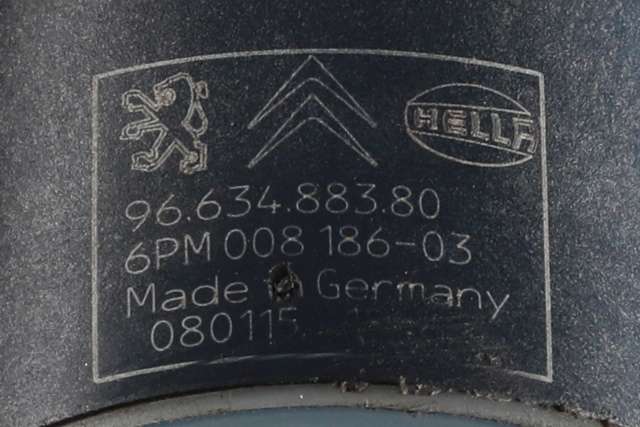 HELLA
96.634.883.80
6PM 008 186-03
Made in Germany
080115